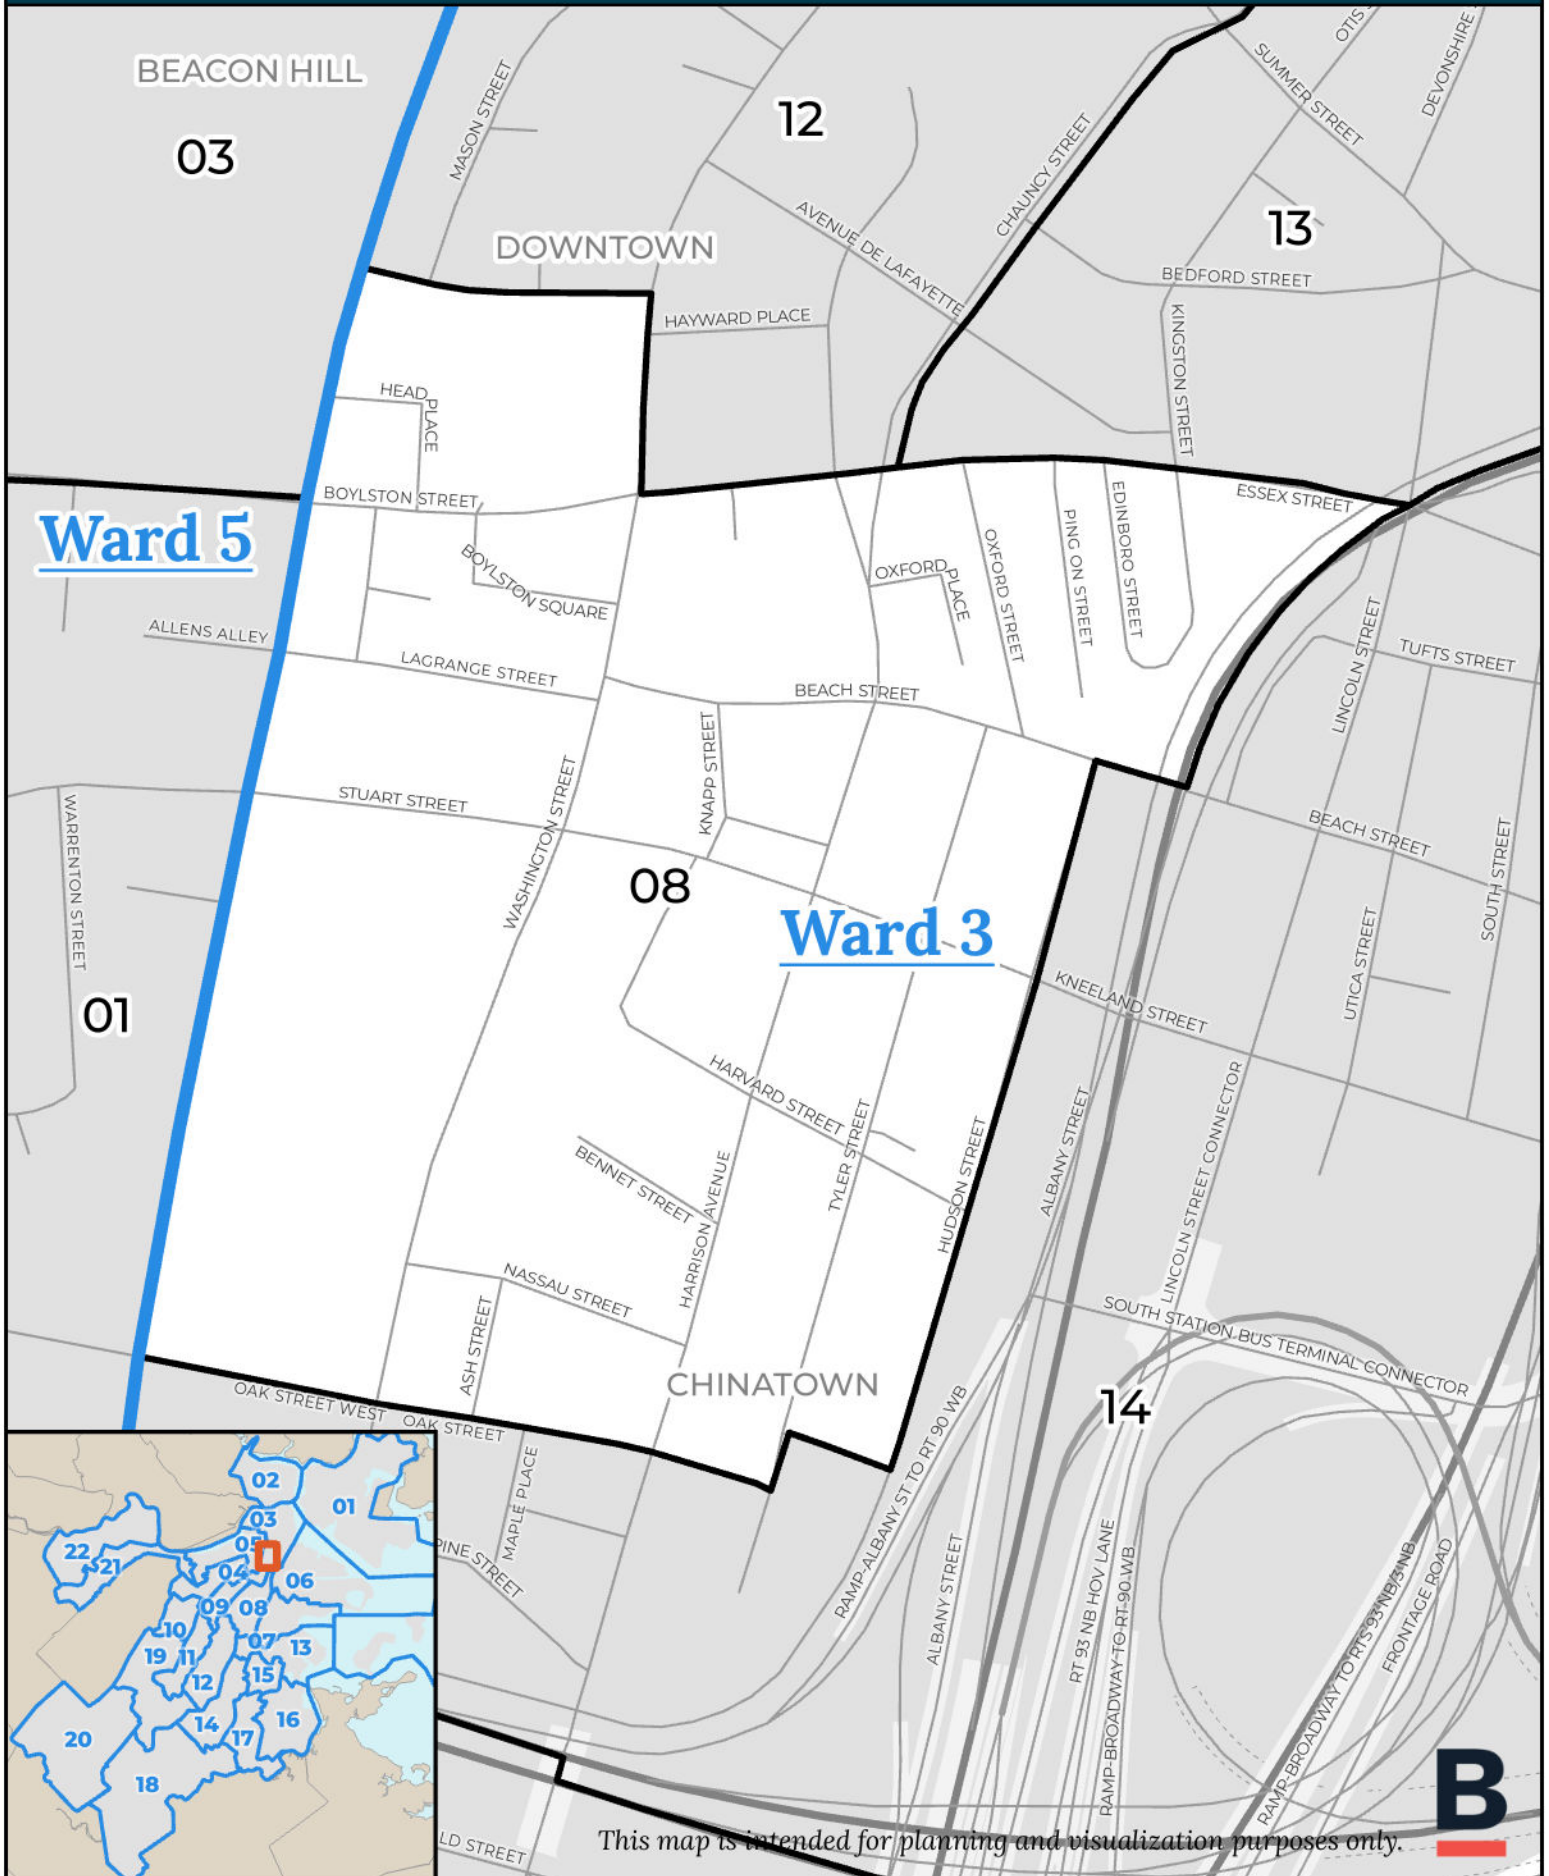 BEACON HILL
03
MASON STREET
12
CHAUNCY STREET
SUMMER STREET
DEVONSHIRE
13
DOWNTOWN
AVENUE DE LAFAYETTE
BEDFORD STREET
HAYWARD PLACE
KINGSTON STREET
HEAD PLACE
BOYLSTON STREET
ESSEX STREET
Ward 5
BOYLSTON SQUARE
OXFORD PLACE
OXFORD STREET
PING ON STREET
EDINBORO STREET
ALLENS ALLEY
LAGRANGE STREET
LINCOLN STREET
TUFTS STREET
BEACH STREET
KNAPP STREET
WASHINGTON STREET
STUART STREET
WARRENTON STREET
BEACH STREET
SOUTH STREET
08
Ward 3
UTICA STREET
01
KNEELAND STREET
HARVARD STREET
TYLER STREET
HUDSON STREET
ALBANY STREET
LINCOLN STREET CONNECTOR
BENNET STREET
HARRISON AVENUE
NASSAU STREET
ASH STREET
SOUTH STATION BUS TERMINAL CONNECTOR
CHINATOWN
14
OAK STREET WEST
OAK STREET
MAPLE PLACE
PINE STREET
RAMP-ALBANY ST TO RT 90 WB
ALBANY STREET
RT 93 NB HOV LANE
RAMP-BROADWAY TO RT 90 WB
FRONTAGE ROAD
02
01
03
05
22
21
04
06
09
08
10
07
13
19
11
12
15
14
16
17
20
18
LD STREET
This map is intended for planning and visualization purposes only.
B